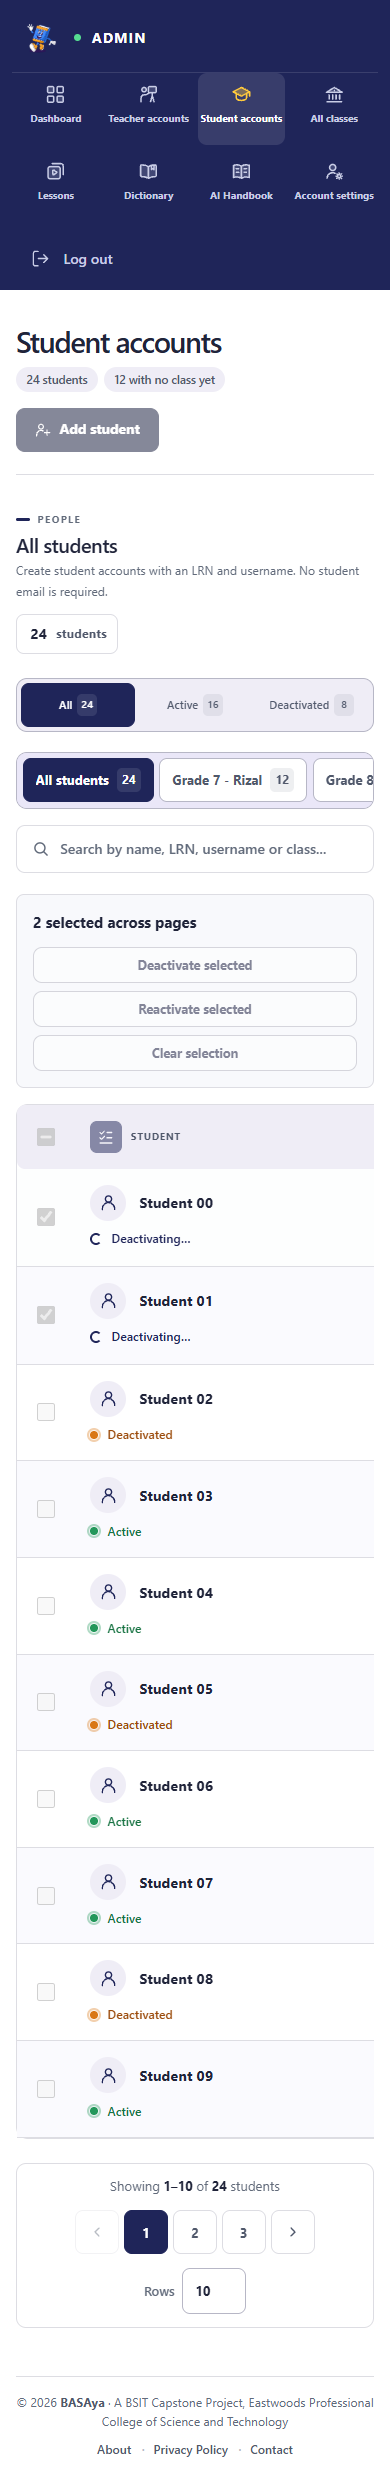 ADMIN
Dashboard
Teacher accounts
Student accounts
All classes
Lessons
Dictionary
AI Handbook
Account settings
Log out
Student accounts
24 students
12 with no class yet
Add student
PEOPLE
All students
Create student accounts with an LRN and username. No student
email is required.
24 students
All 24
Active 16
Deactivated 8
All students 24
Grade 7 - Rizal 12
Grade 8
Search by name, LRN, username or class...
2 selected across pages
Deactivate selected
Reactivate selected
Clear selection
STUDENT
Student 00
Deactivating...
Student 01
Deactivating...
Student 02
Deactivated
Student 03
Active
Student 04
Active
Student 05
Deactivated
Student 06
Active
Student 07
Active
Student 08
Deactivated
Student 09
Active
Showing 1–10 of 24 students
1
2
3
Rows 10
© 2026 BASAya · A BSIT Capstone Project, Eastwoods Professional
College of Science and Technology
About · Privacy Policy · Contact